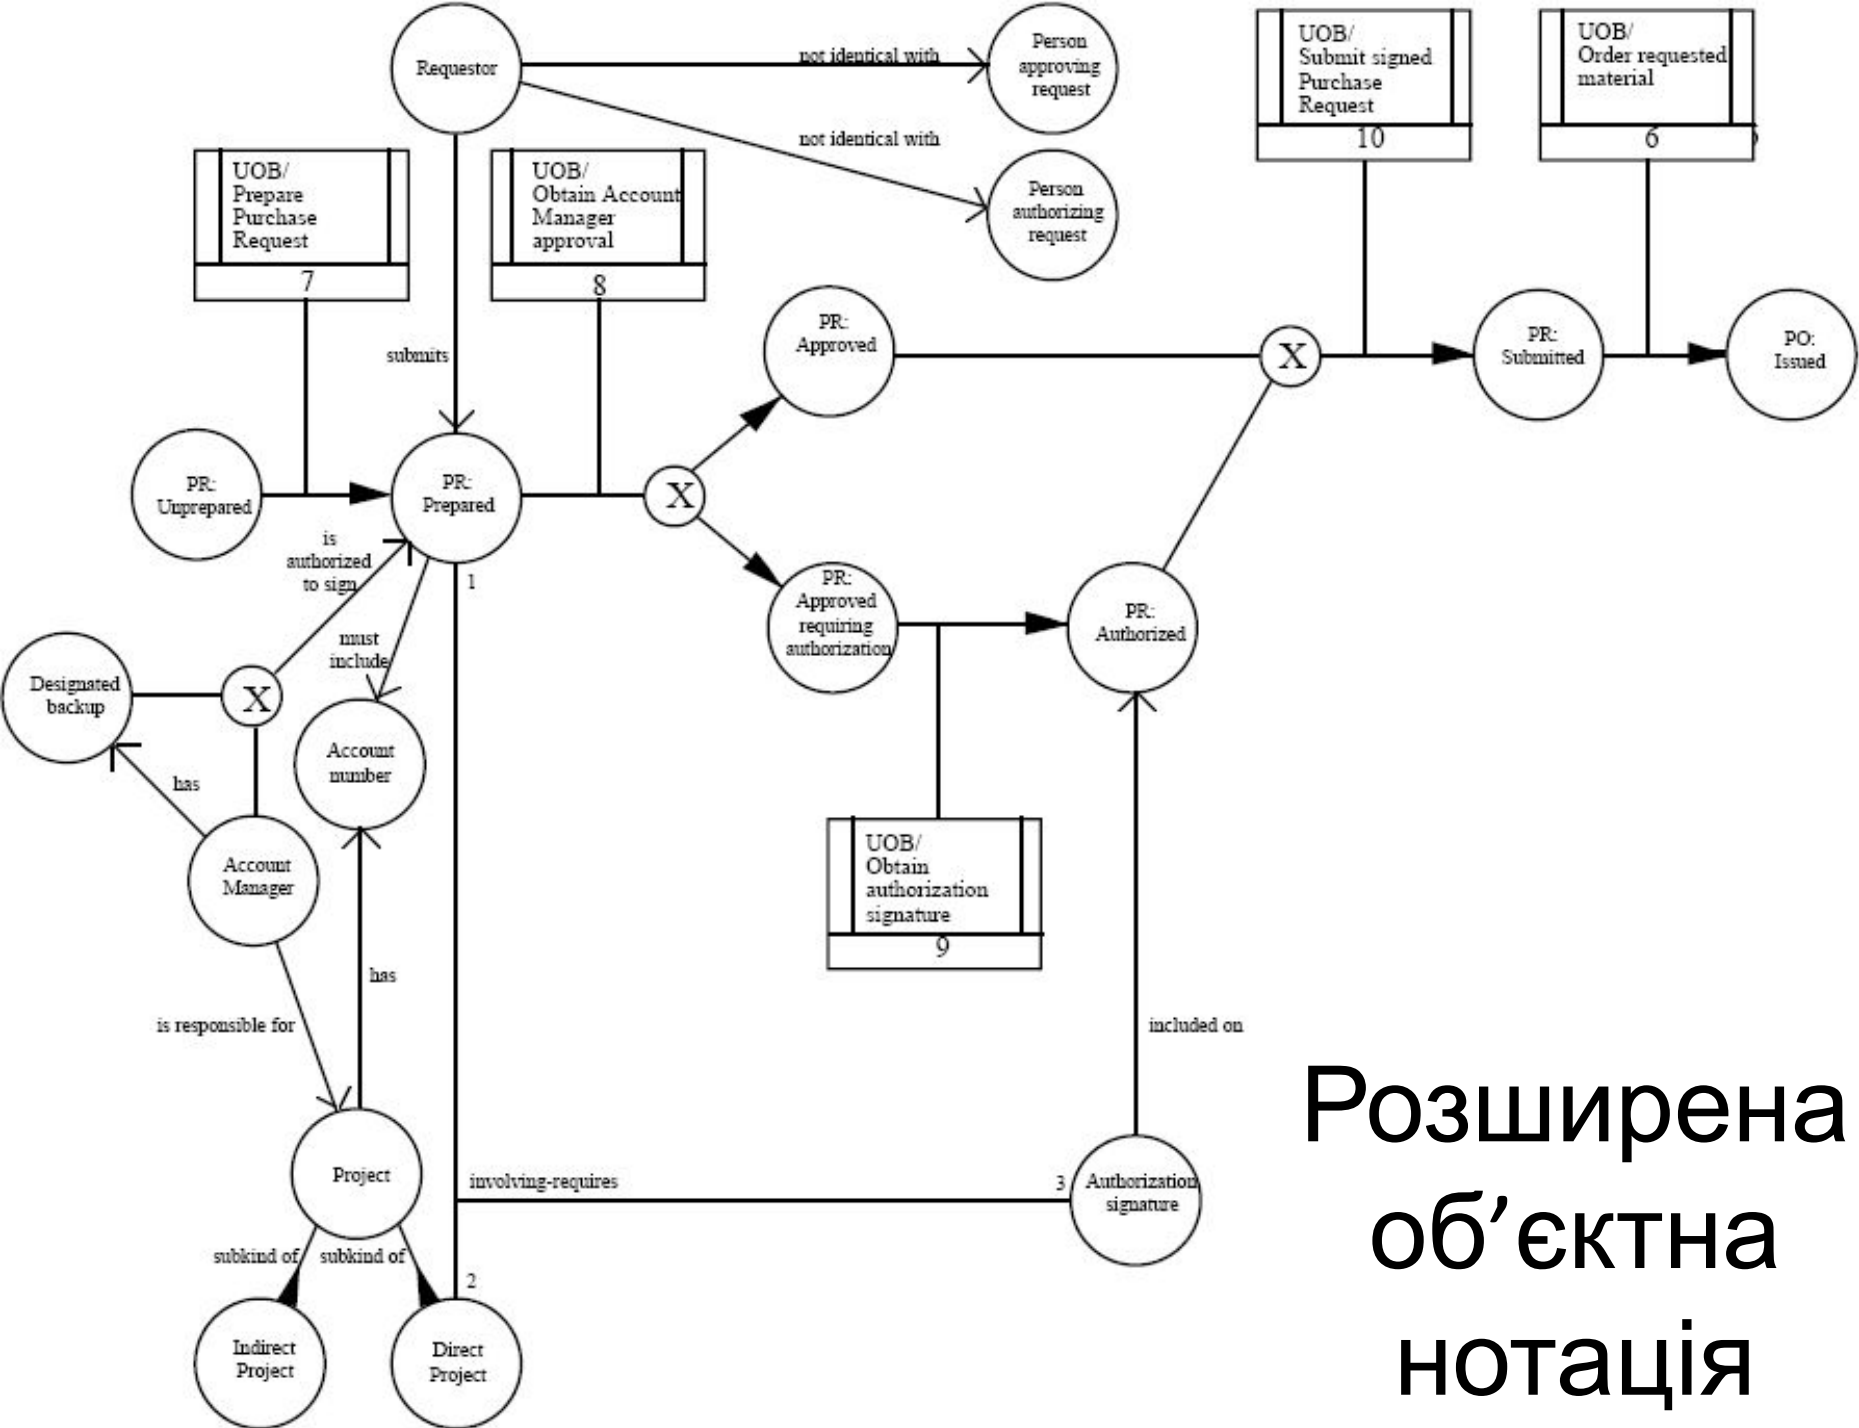 Requestor
not identical with
Person
approving
request
not identical with
Person
authorizing
request
UOB/
Submit signed
Purchase
Request
10
UOB/
Order requested
material
6
UOB/
Prepare
Purchase
Request
7
UOB/
Obtain Account
Manager
approval
8
submits
PR:
Approved
X
PR:
Submitted
PO:
Issued
PR:
Unprepared
PR:
Prepared
X
is
authorized
to sign
1
must
include
PR:
Approved
requiring
authorization
PR:
Authorized
Designated
backup
X
has
Account
number
Account
Manager
UOB/
Obtain
authorization
signature
9
has
is responsible for
included on
Project
involving-requires
3
Authorization
signature
subkind of
subkind of
2
Indirect
Project
Direct
Project
Розширена
об’єктна
нотація